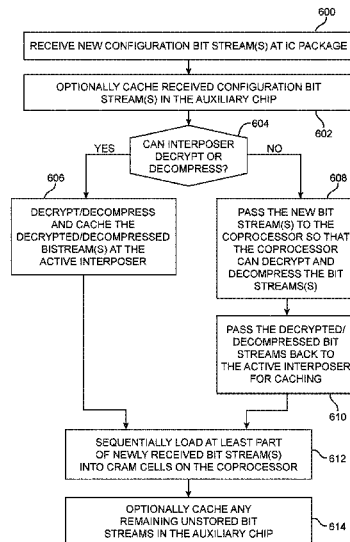 600
RECEIVE NEW CONFIGURATION BIT STREAM(S) AT IC PACKAGE
OPTIONALLY CACHE RECEIVED CONFIGURATION BIT
STREAM(S) IN THE AUXILIARY CHIP
602
604
CAN INTERPOSER
DECRYPT OR
DECOMPRESS?
YES
NO
606
DECRYPT/DECOMPRESS
AND CACHE THE
DECRYPTED/DECOMPRESSED
BISTREAM(S) AT THE
ACTIVE INTERPOSER
608
PASS THE NEW BIT
STREAM(S) TO THE
COPROCESSOR SO THAT
THE COPROCESSOR
CAN DECRYPT AND
DECOMPRESS THE BIT
STREAMS(S)
PASS THE DECRYPTED/
DECOMPRESSED BIT
STREAMS BACK TO
THE ACTIVE INTERPOSER
FOR CACHING
610
SEQUENTIALLY LOAD AT LEAST PART
OF NEWLY RECEIVED BIT STREAM(S)
INTO CRAM CELLS ON THE COPROCESSOR
612
OPTIONALLY CACHE ANY
REMAINING UNSTORED BIT
STREAMS IN THE AUXILIARY CHIP
614